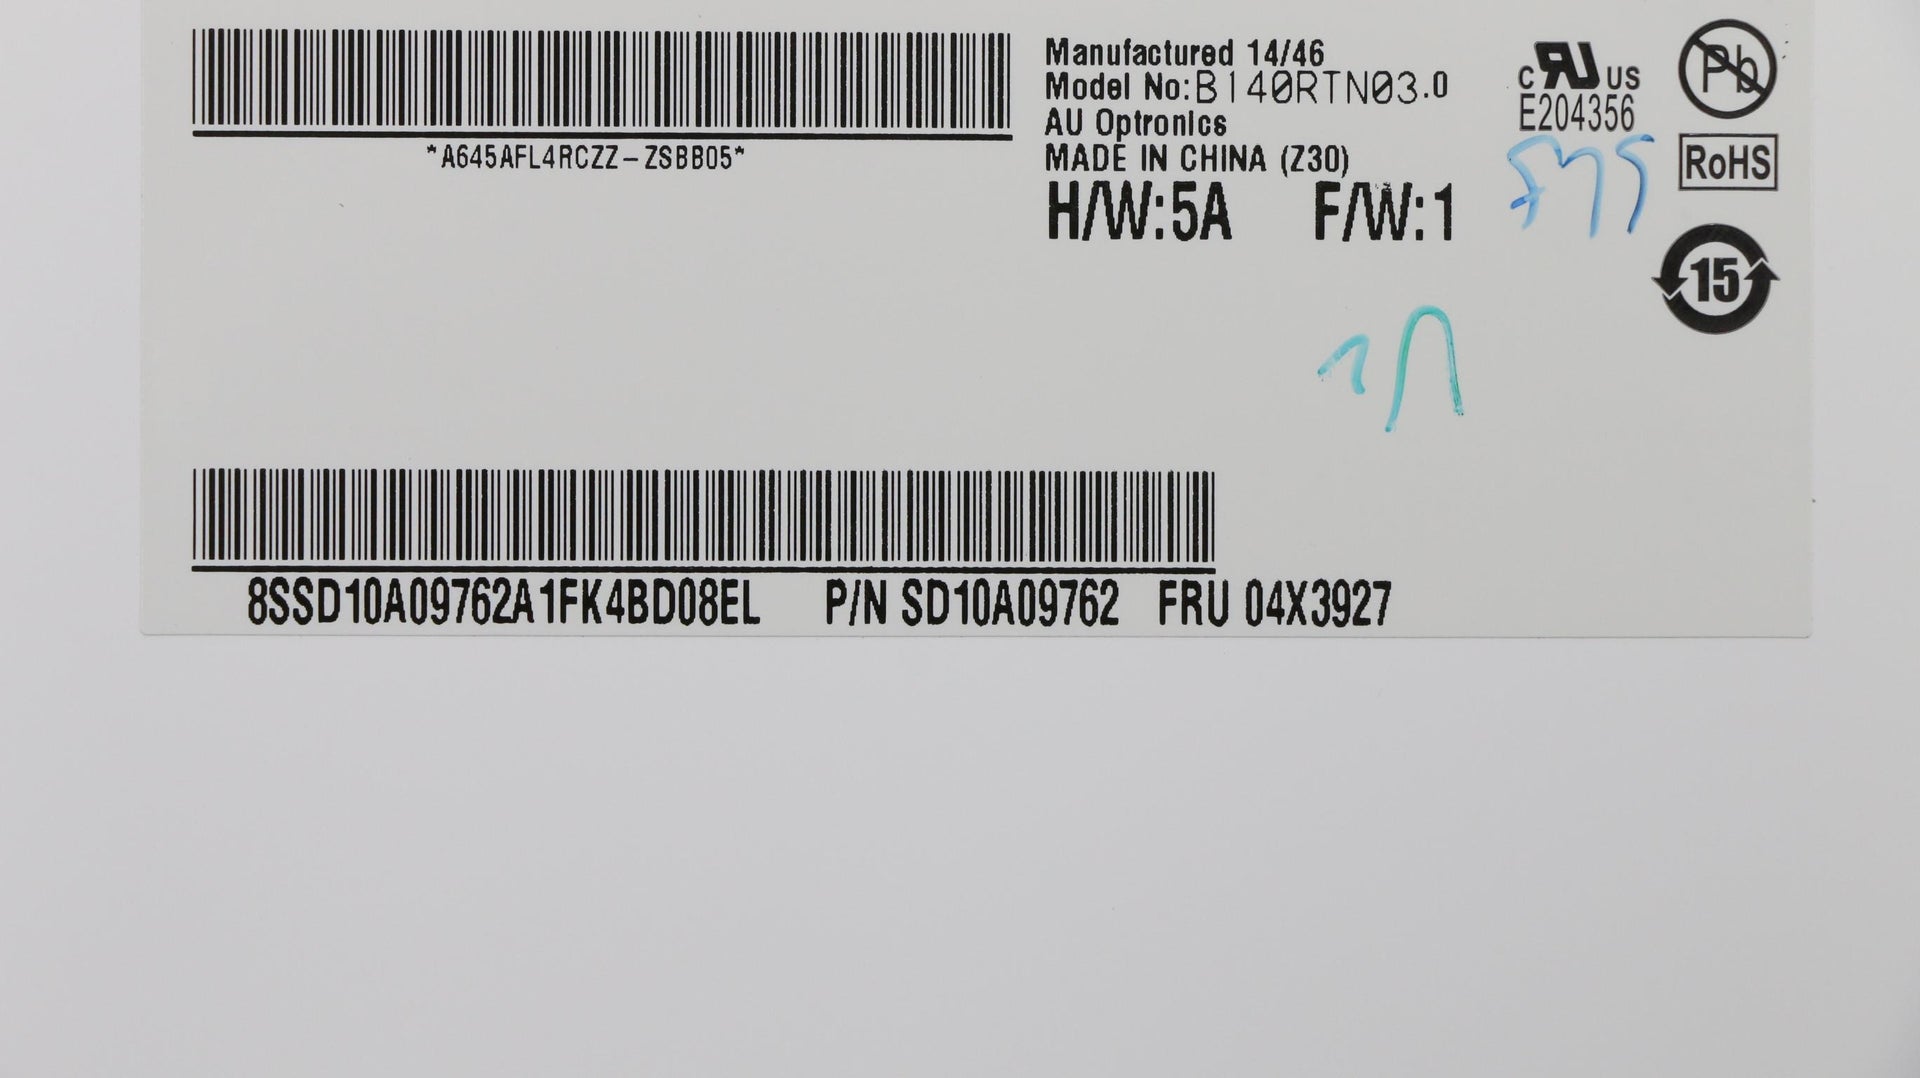 *A645AFL4RCZZ-ZSBB05*
Manufactured 14/46
Model No:B140RTN03.0
AU Optronics
MADE IN CHINA (Z30)
H/W:5A F/W:1
c RU US
E204356
Pb
RoHS
15
8SSD10A09762A1FK4BD08EL P/N SD10A09762 FRU 04X3927